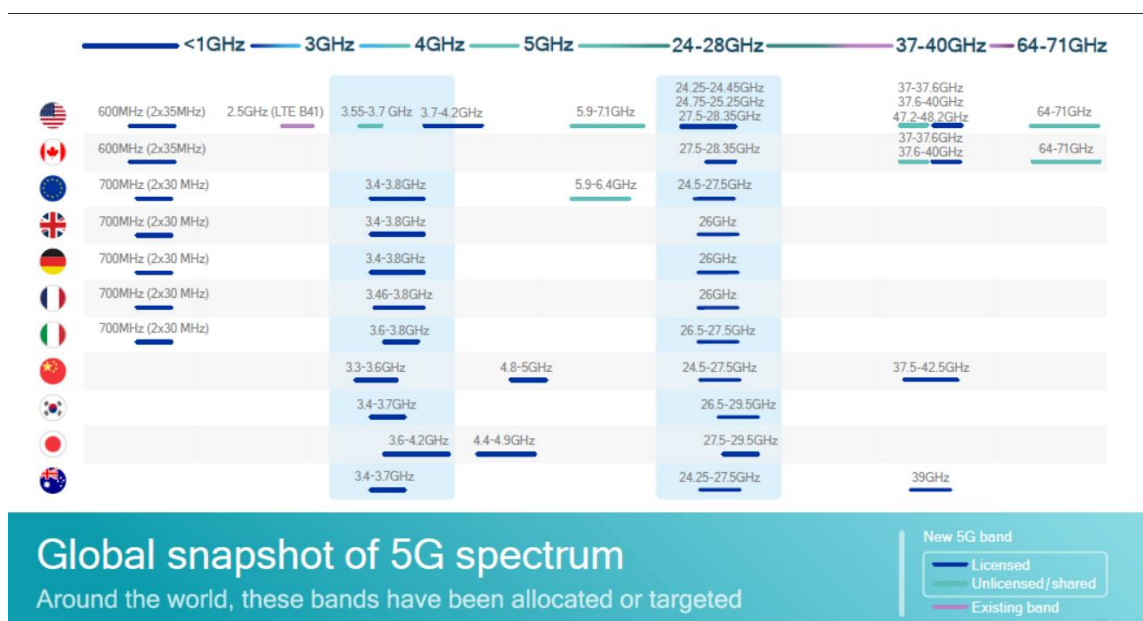 <1GHz 3GHz 4GHz 5GHz 24-28GHz 37-40GHz 64-71GHz
24.25-24.45GHz 37-37.6GHz
24.75-25.25GHz 37.6-40GHz
600MHz (2x35MHz) 2.5GHz (LTE B41) 3.55-3.7 GHz 3.7-4.2GHz 5.9-7.1GHz 27.5-28.35GHz 47.2-48.2GHz 64-71GHz
37-37.6GHz
600MHz (2x35MHz) 27.5-28.35GHz 37.6-40GHz 64-71GHz
700MHz (2x30 MHz) 3.4-3.8GHz 5.9-6.4GHz 24.5-27.5GHz
700MHz (2x30 MHz) 3.4-3.8GHz 26GHz
700MHz (2x30 MHz) 3.4-3.8GHz 26GHz
700MHz (2x30 MHz) 3.46-3.8GHz 26GHz
700MHz (2x30 MHz) 3.6-3.8GHz 26.5-27.5GHz
3.3-3.6GHz 4.8-5GHz 24.5-27.5GHz 37.5-42.5GHz
3.4-3.7GHz 26.5-29.5GHz
3.6-4.2GHz 4.4-4.9GHz 27.5-29.5GHz
3.4-3.7GHz 24.25-27.5GHz 39GHz
Global snapshot of 5G spectrum
Around the world, these bands have been allocated or targeted
New 5G band
Licensed
Unlicensed/shared
Existing band